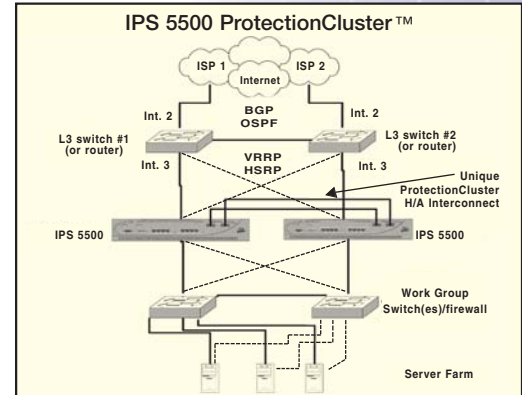 IPS 5500 ProtectionCluster™
ISP 1
ISP 2
Internet
Int. 2
Int. 2
BGP
OSPF
L3 switch #1
(or router)
L3 switch #2
(or router)
Int. 3
VRRP
HSRP
Int. 3
Unique
ProtectionCluster
H/A Interconnect
IPS 5500
IPS 5500
Work Group
Switch(es)/firewall
Server Farm